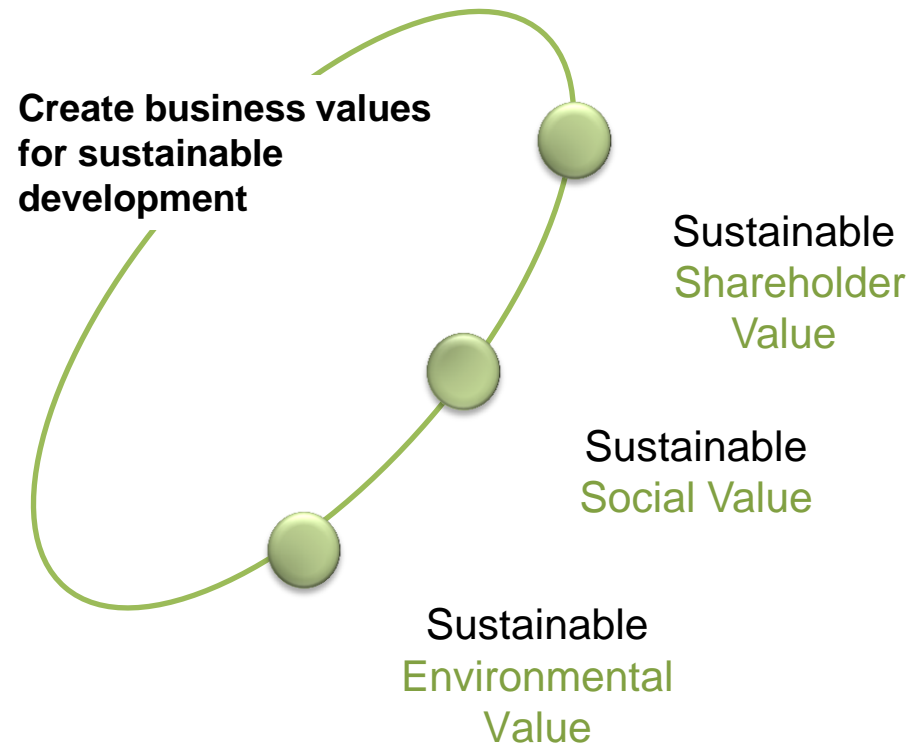 Create business values
for sustainable
development
Sustainable
Shareholder
Value
Sustainable
Social Value
Sustainable
Environmental
Value